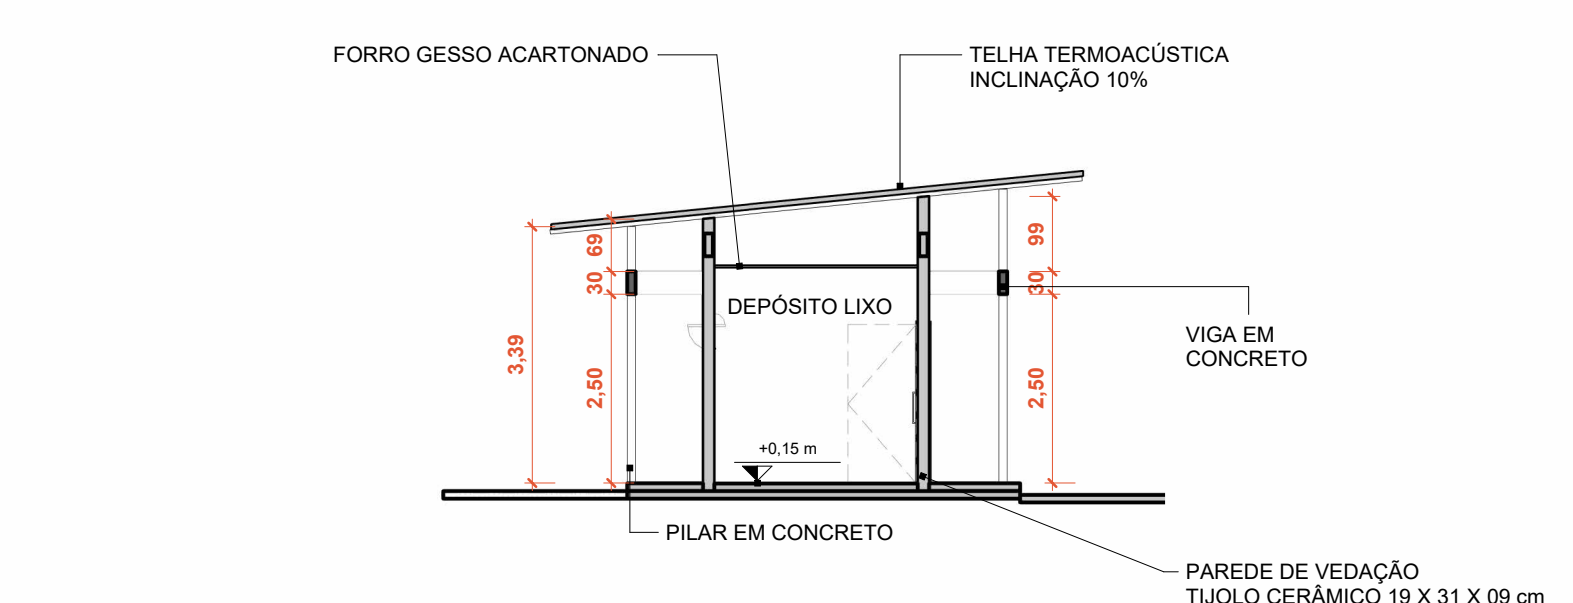 FORRO GESSO ACARTONADO
TELHA TERMOACÚSTICA
INCLINAÇÃO 10%
69
99
30
30
DEPÓSITO LIXO
3,39
2,50
2,50
VIGA EM
CONCRETO
+0,15 m
PILAR EM CONCRETO
PAREDE DE VEDAÇÃO
TIJOLO CERÂMICO 19 X 31 X 09 cm